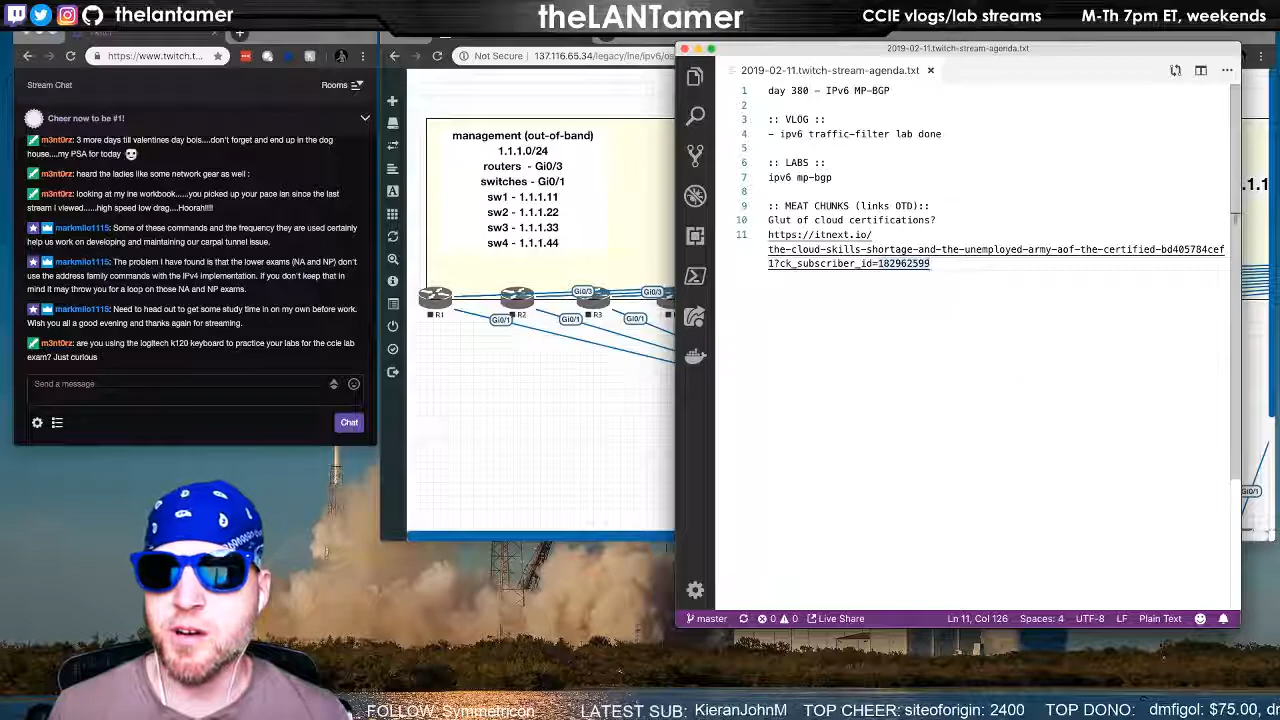 thelantamer
theLANTamer
CCIE vlogs/lab streams
M-Th 7pm ET, weekends
https://www.twitch.t...
Not Secure
137.116.65.34/legacy/ine/ipv6/os
2019-02-11.twitch-stream-agenda.txt
Stream Chat
Rooms
Cheer now to be #1!
m3nt0rz: 3 more days till valentines day bois....don't forget and end up in the dog
house....my PSA for today
m3nt0rz: heard the ladies like some network gear as well :
m3nt0rz: looking at my ine workbook.....you picked up your pace lan since the last
stream I viewed......high speed low drag....Hoorah!!!!
markmilo1115: Some of these commands and the frequency they are used certainly
help us work on developing and maintaining our carpal tunnel issue.
markmilo1115: The problem I have found is that the lower exams (NA and NP) don't
use the address family commands with the IPv4 implementation. If you don't keep that in
mind it may throw you for a loop on those NA and NP exams.
markmilo1115: Need to head out to get some study time in on my own before work.
Wish you all a good evening and thanks again for streaming.
m3nt0rz: are you using the logitech k120 keyboard to practice your labs for the ccie lab
exam? Just curious
Send a message
Chat
management (out-of-band)
1.1.1.0/24
routers - Gi0/3
switches - Gi0/1
sw1 - 1.1.1.11
sw2 - 1.1.1.22
sw3 - 1.1.1.33
sw4 - 1.1.1.44
Gi0/3
Gi0/3
R1
R2
R3
Gi0/1
Gi0/1
Gi0/1
2019-02-11.twitch-stream-agenda.txt
1 day 380 - IPv6 MP-BGP
2
3 :: VLOG ::
4 - ipv6 traffic-filter lab done
5
6 :: LABS ::
7 ipv6 mp-bgp
8
9 :: MEAT CHUNKS (links OTD)::
10 Glut of cloud certifications?
11 https://itnext.io/
the-cloud-skills-shortage-and-the-unemployed-army-aof-the-certified-bd405784cef
1?ck_subscriber_id=182962599
.1.1
Gi0/1
master
0
0
Live Share
Ln 11, Col 126
Spaces: 4
UTF-8
LF
Plain Text
FOLLOW: Symmetricon
LATEST SUB: KieranJohnM
TOP CHEER: siteoforigin: 2400
TOP DONO: dmfigol: $75.00, dr